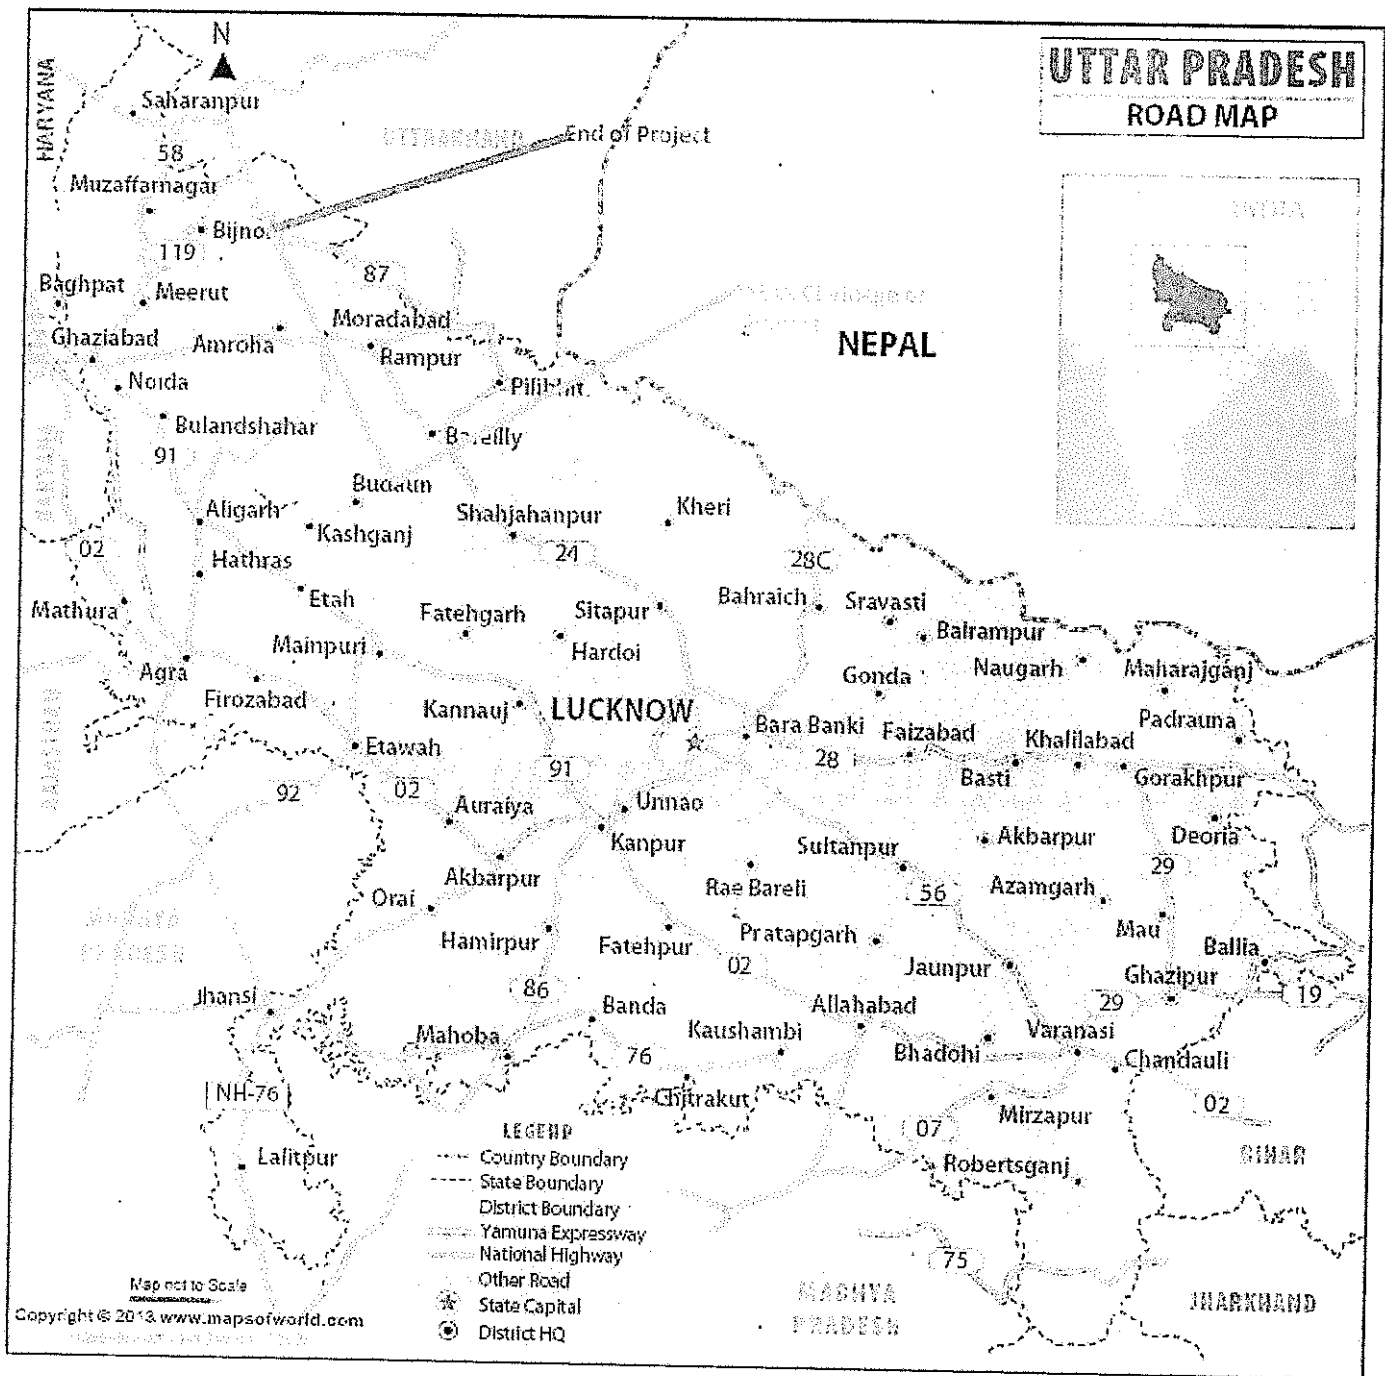 N
UTTAR PRADESH
ROAD MAP
HARYANA
Saharanpur
UTTRAKHAND
End of Project
58
Muzaffarnagar
INDIA
Bijno
119
87
Baghpat
Meerut
Moradabad
Ghaziabad
Amroha
NEPAL
Rampur
Noida
Bulandshahar
91
Budaun
Aligarh
Kashganj
Shahjahanpur
Kheri
02
24
28C
Hathras
Etah
Mathura
Fatehgarh
Sitapur
Bahraich
Sravasti
Mainpuri
Hardoi
Balrampur
Agra
Naugarh
Maharajganj
Firozabad
Gonda
Kannauj
LUCKNOW
Bara Banki
Faizabad
Khalilabad
Padrauna
Etawah
91
28
Basti
Gorakhpur
92
02
Auraiya
Unnao
Kanpur
Sultanpur
Akbarpur
Deoria
Akbarpur
Rae Bareli
56
Azamgarh
29
Orai
Hamirpur
Fatehpur
Pratapgarh
Mau
Ballia
02
Jaunpur
Ghazipur
Jhansi
86
Banda
Allahabad
29
19
Mahoba
Kaushambi
Bhadohi
Varanasi
76
Chandauli
NH-76
Chitrakut
Mirzapur
02
07
Lalitpur
Robertsganj
BIHAR
LEGEND
Country Boundary
State Boundary
District Boundary
Yamuna Expressway
National Highway
Other Road
State Capital
District HQ
75
MADHYA
PRADESH
JHARKHAND
Map not to Scale
Copyright © 2013 www.mapsofworld.com